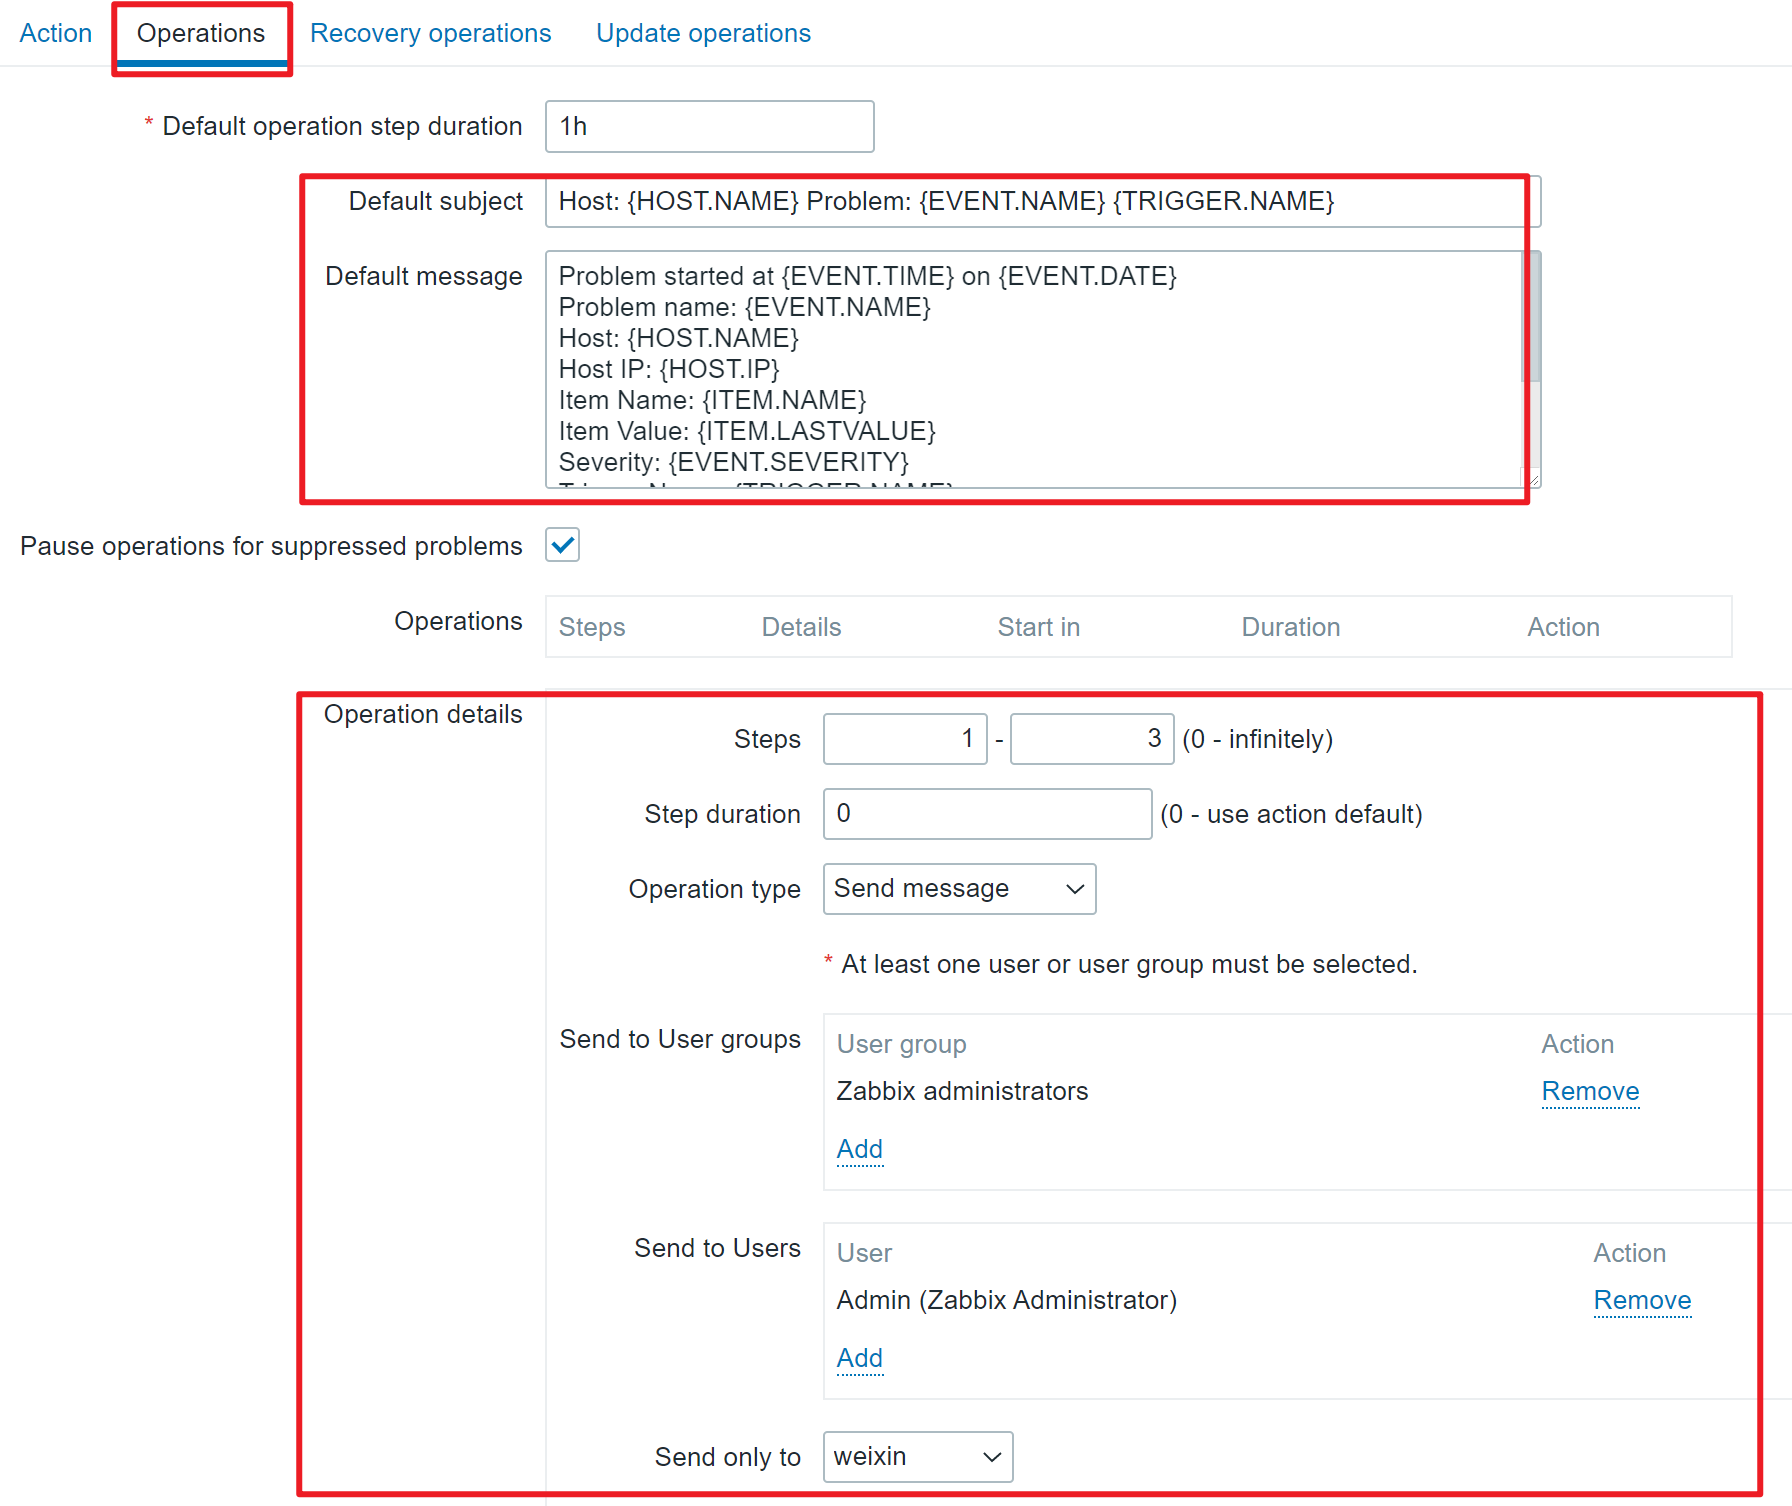 Action Operations Recovery operations Update operations
* Default operation step duration 1h
Default subject Host: {HOST.NAME} Problem: {EVENT.NAME} {TRIGGER.NAME}
Default message Problem started at {EVENT.TIME} on {EVENT.DATE}
Problem name: {EVENT.NAME}
Host: {HOST.NAME}
Host IP: {HOST.IP}
Item Name: {ITEM.NAME}
Item Value: {ITEM.LASTVALUE}
Severity: {EVENT.SEVERITY}
Pause operations for suppressed problems
Operations Steps Details Start in Duration Action
Operation details
Steps 1 - 3 (0 - infinitely)
Step duration 0 (0 - use action default)
Operation type Send message
* At least one user or user group must be selected.
Send to User groups User group Action
Zabbix administrators Remove
Add
Send to Users User Action
Admin (Zabbix Administrator) Remove
Add
Send only to weixin